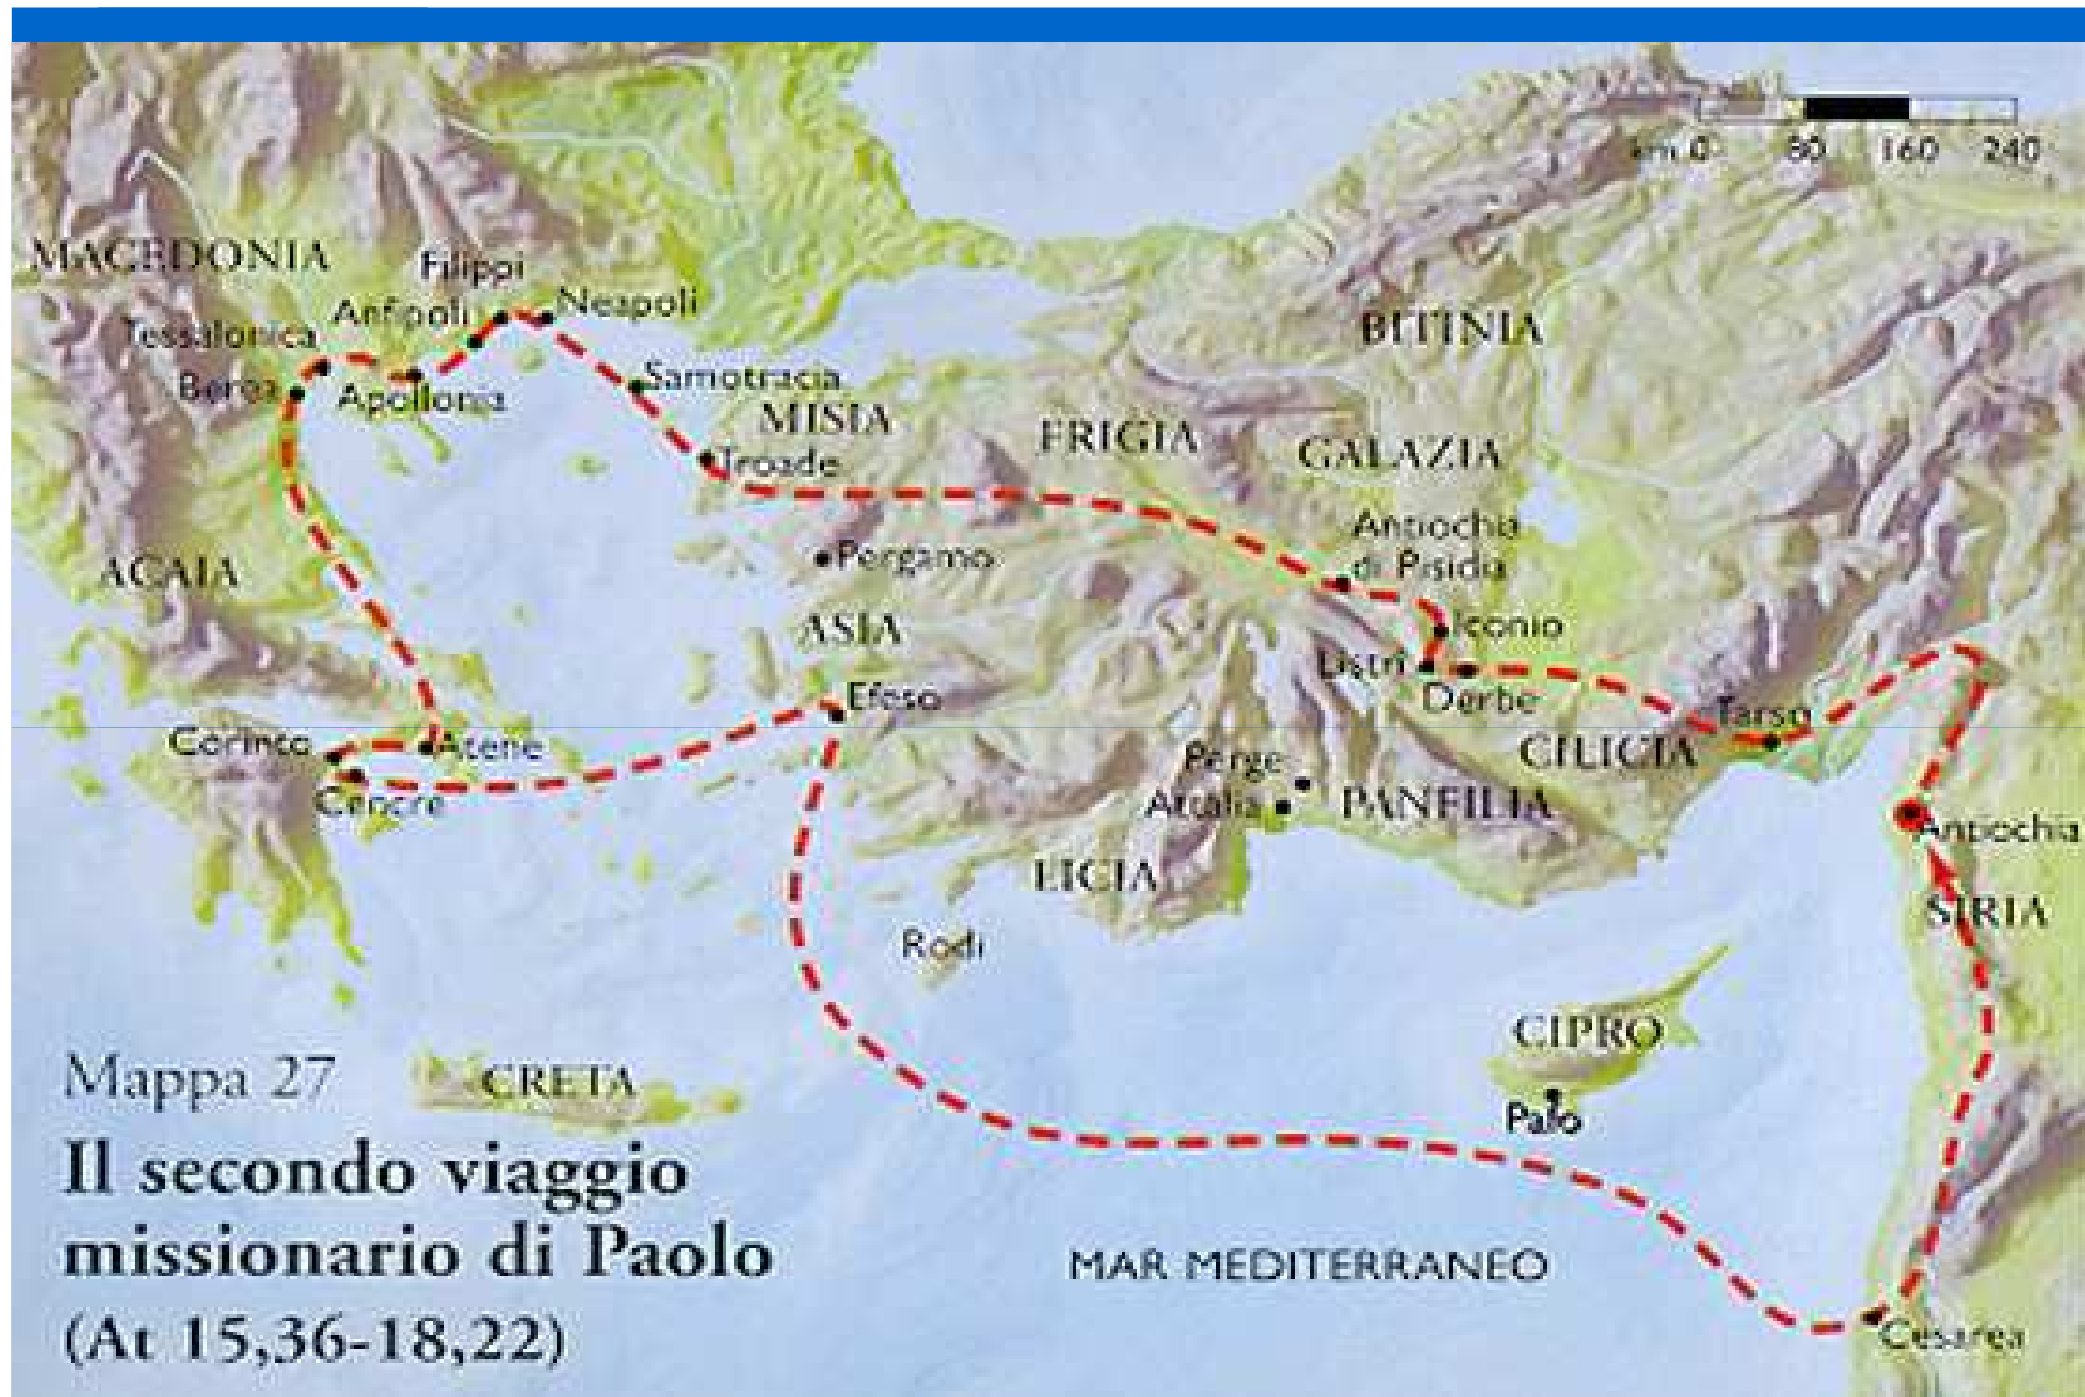 km 0 80 160 240
MACEDONIA
Filippi
Anfipoli
Neapoli
Tessalonica
Berea
Apollonia
Samotracia
MISIA
BITINIA
FRIGIA
GALAZIA
Troade
Antiochia
di Pisidia
Pergamo
ACAIA
ASIA
Iconio
Listri
Derbe
Efeso
Tarso
Corinto
Atene
CILICIA
Perge
Cencre
Attalia
PANFILIA
Antiochia
LICIA
SIRIA
Rodi
CIPRO
Mappa 27
CRETA
Pafo
Il secondo viaggio
missionario di Paolo
MAR MEDITERRANEO
(At 15,36-18,22)
Cesarea